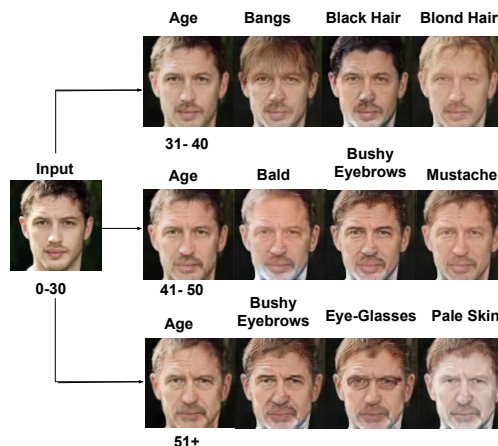 Age Bangs Black Hair Blond Hair
31- 40
Input
0-30
Age Bald Bushy Eyebrows Mustache
41- 50
Age Bushy Eyebrows Eye-Glasses Pale Skin
51+